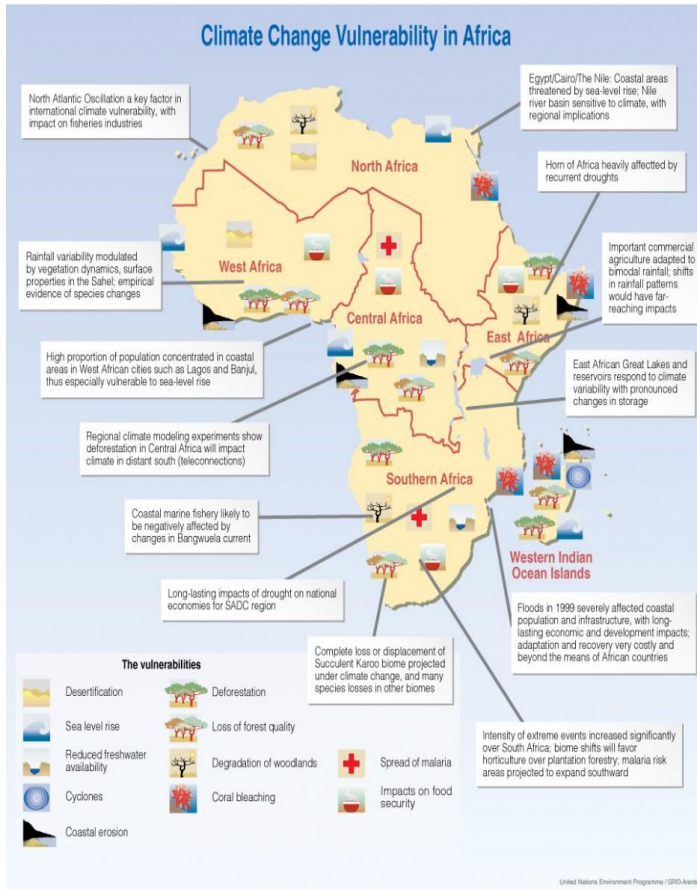 Climate Change Vulnerability in Africa
North Atlantic Oscillation a key factor in
international climate vulnerability, with
impact on fisheries industries
Egypt/Cairo/The Nile: Coastal areas
threatened by sea-level rise; Nile
river basin sensitive to climate, with
regional implications
North Africa
Horn of Africa heavily affectted by
recurrent droughts
Rainfall variability modulated
by vegetation dynamics, surface
properties in the Sahel; empirical
evidence of species changes
West Africa
Important commercial
agriculture adapted to
bimodal rainfall; shifts
in rainfall patterns
would have far-
reaching impacts
Central Africa
East Africa
High proportion of population concentrated in coastal
areas in West African cities such as Lagos and Banjul,
thus especially vulnerable to sea-level rise
East African Great Lakes and
reservoirs respond to climate
variability with pronounced
changes in storage
Regional climate modeling experiments show
deforestation in Central Africa will impact
climate in distant south (teleconnections)
Southern Africa
Coastal marine fishery likely to
be negatively affected by
changes in Bangwuela current
Western Indian
Ocean Islands
Long-lasting impacts of drought on national
economies for SADC region
Floods in 1999 severely affected coastal
population and infrastructure, with long-
lasting economic and development impacts;
adaptation and recovery very costly and
beyond the means of African countries
Complete loss or displacement of
Succulent Karoo biome projected
under climate change, and many
species losses in other biomes
Intensity of extreme events increased significantly
over South Africa; biome shifts will favor
horticulture over plantation forestry; malaria risk
areas projected to expand southward
The vulnerabilities
Desertification
Sea level rise
Reduced freshwater
availability
Cyclones
Coastal erosion
Deforestation
Loss of forest quality
Degradation of woodlands
Coral bleaching
Spread of malaria
Impacts on food
security
United Nations Environment Programme / GRID-Arendal